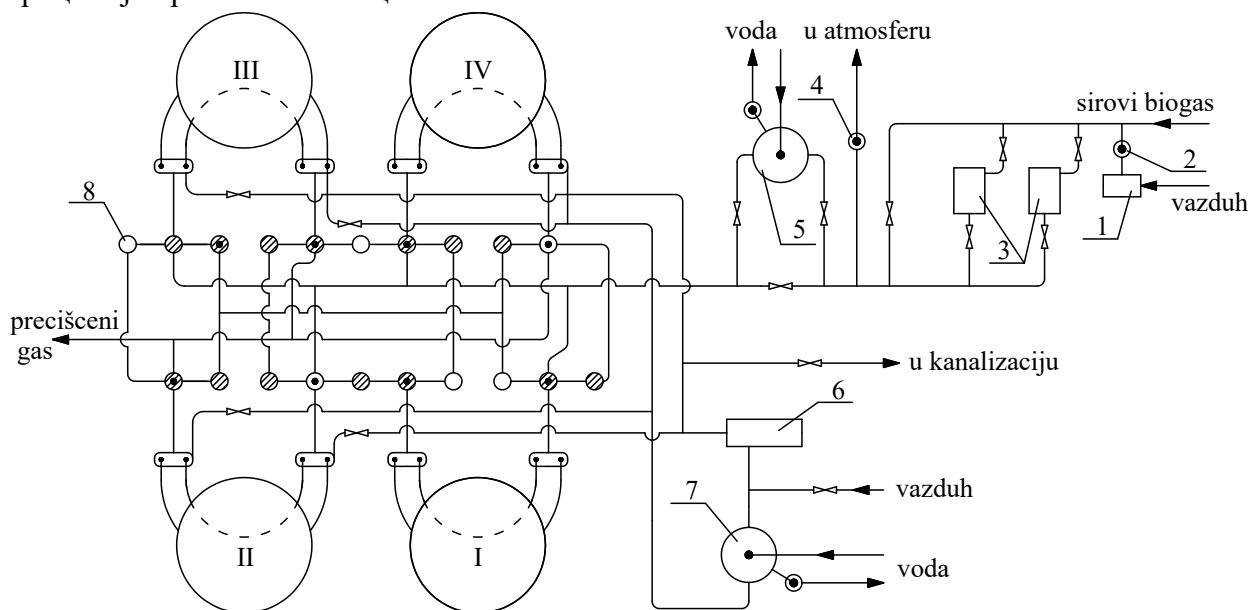 III
IV
voda
u atmosferu
4
sirovi biogas
2
8
1
vazduh
5
3
precišceni
gas
u kanalizaciju
6
7
vazduh
II
I
voda